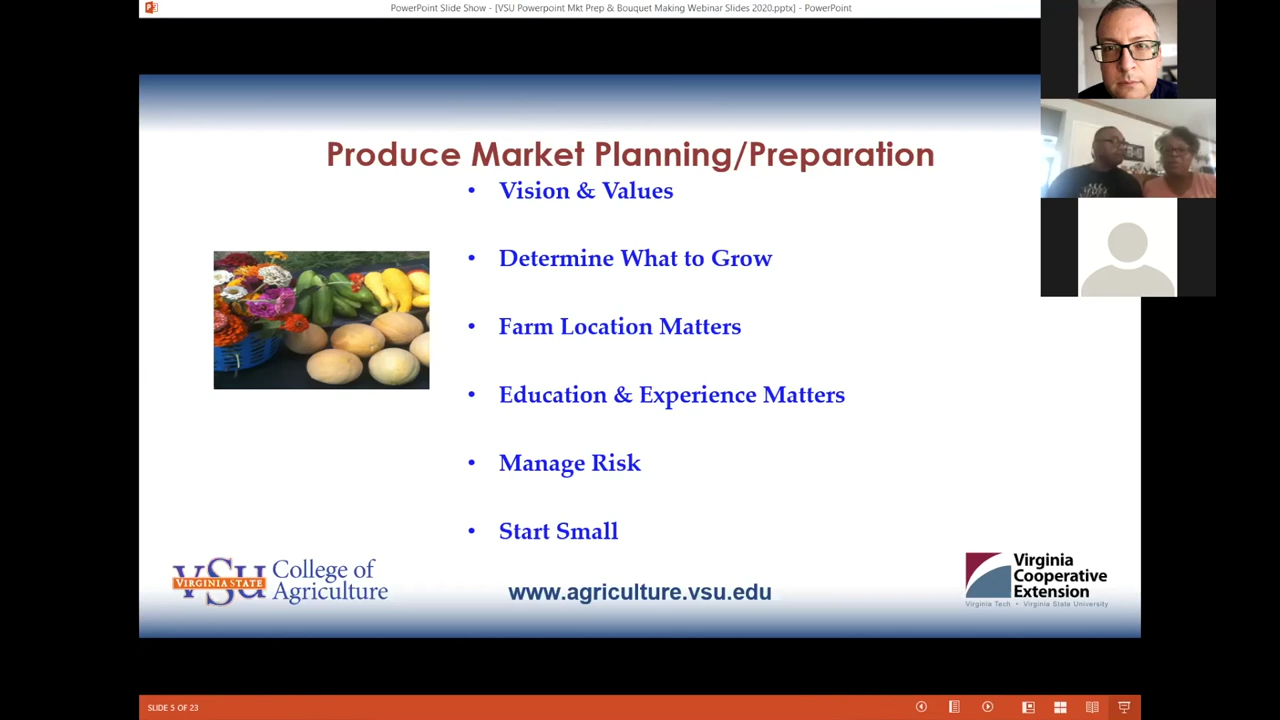 PowerPoint Slide Show - [VSU Powerpoint Mkt Prep & Bouquet Making Webinar Slides 2020.pptx] - PowerPoint
Produce Market Planning/Preparation
• Vision & Values
• Determine What to Grow
• Farm Location Matters
• Education & Experience Matters
• Manage Risk
• Start Small
VSU
VIRGINIA STATE
College of
Agriculture
www.agriculture.vsu.edu
Virginia
Cooperative
Extension
Virginia Tech • Virginia State University
SLIDE 5 OF 23